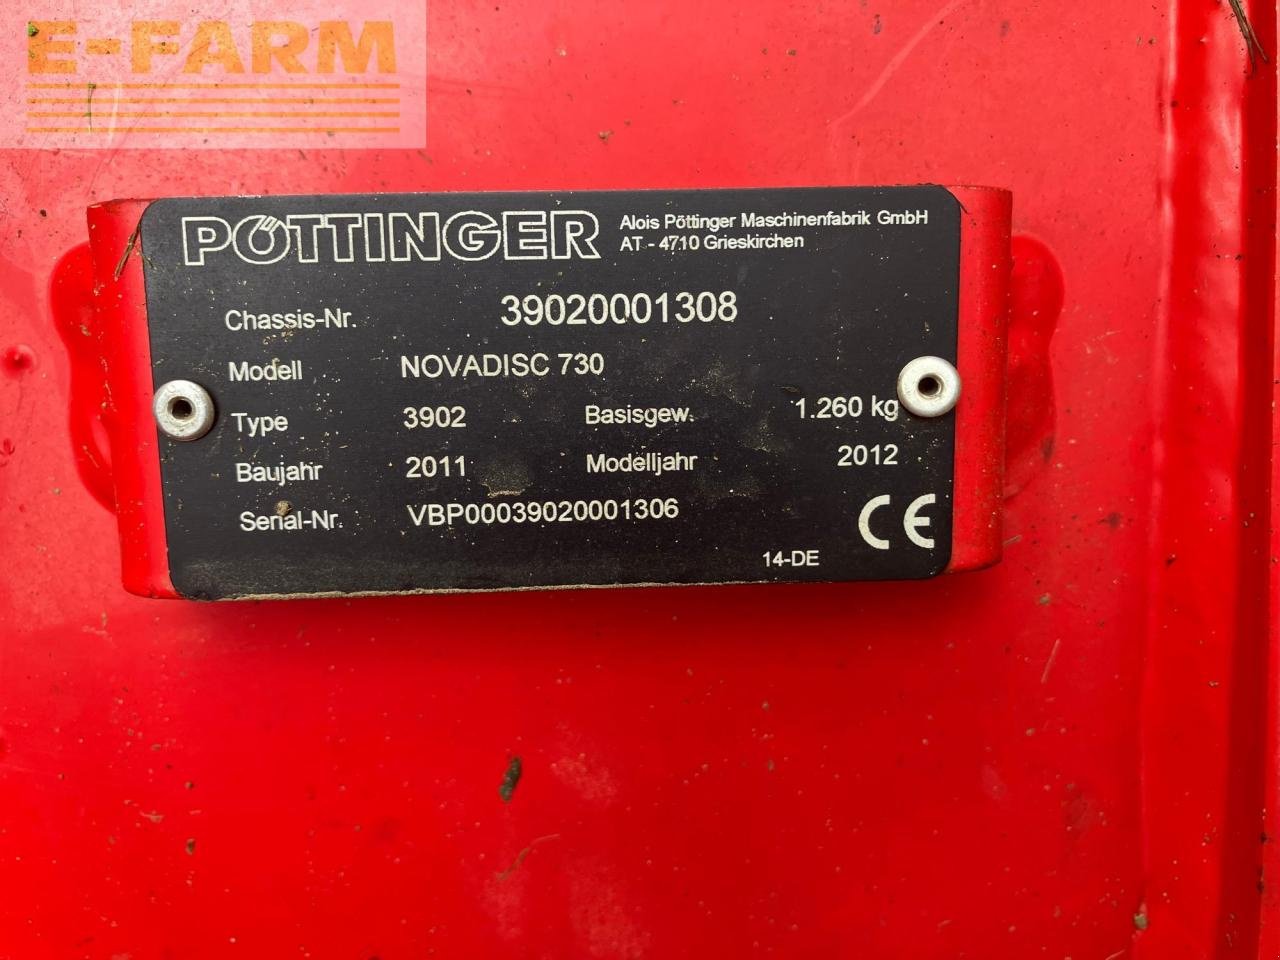 E-FARM
PÖTTINGER
Alois Pöttinger Maschinenfabrik GmbH
AT - 4710 Grieskirchen
Chassis-Nr. 39020001308
Modell NOVADISC 730
Type 3902 Basisgew. 1.260 kg
Baujahr 2011 Modelljahr 2012
Serial-Nr. VBP00039020001306
CE
14-DE